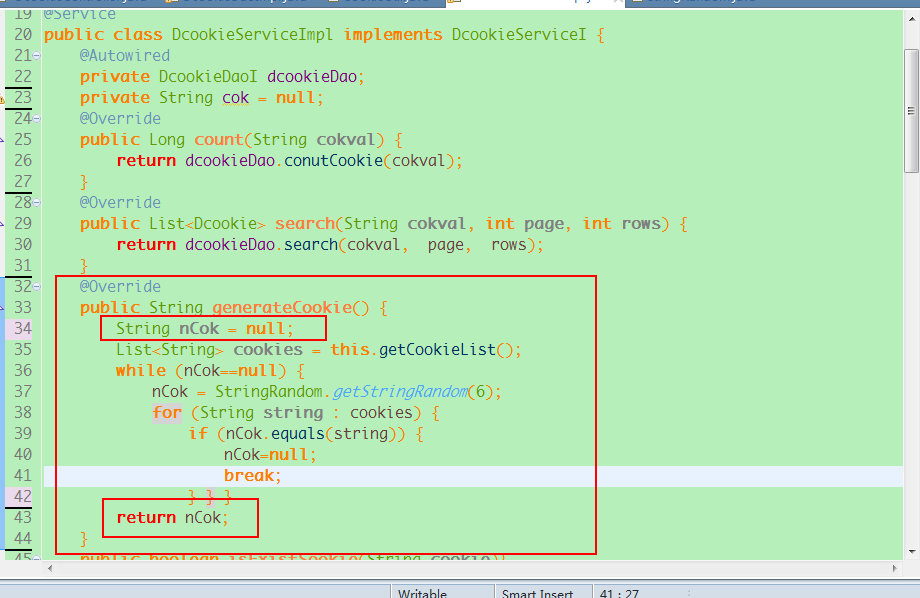 19 @Service
20 public class DcookieServiceImpl implements DcookieServiceI {
21 @Autowired
22 private DcookieDaoI dcookieDao;
23 private String cok = null;
24 @Override
25 public Long count(String cokval) {
26 return dcookieDao.conutCookie(cokval);
27 }
28 @Override
29 public List<Dcookie> search(String cokval, int page, int rows) {
30 return dcookieDao.search(cokval, page, rows);
31 }
32 @Override
33 public String generateCookie() {
34 String nCok = null;
35 List<String> cookies = this.getCookieList();
36 while (nCok==null) {
37 nCok = StringRandom.getStringRandom(6);
38 for (String string : cookies) {
39 if (nCok.equals(string)) {
40 nCok=null;
41 break;
42 } } }
43 return nCok;
44 }
45 public boolean isExistCookie(String cookie){
Writable Smart Insert 41 : 27